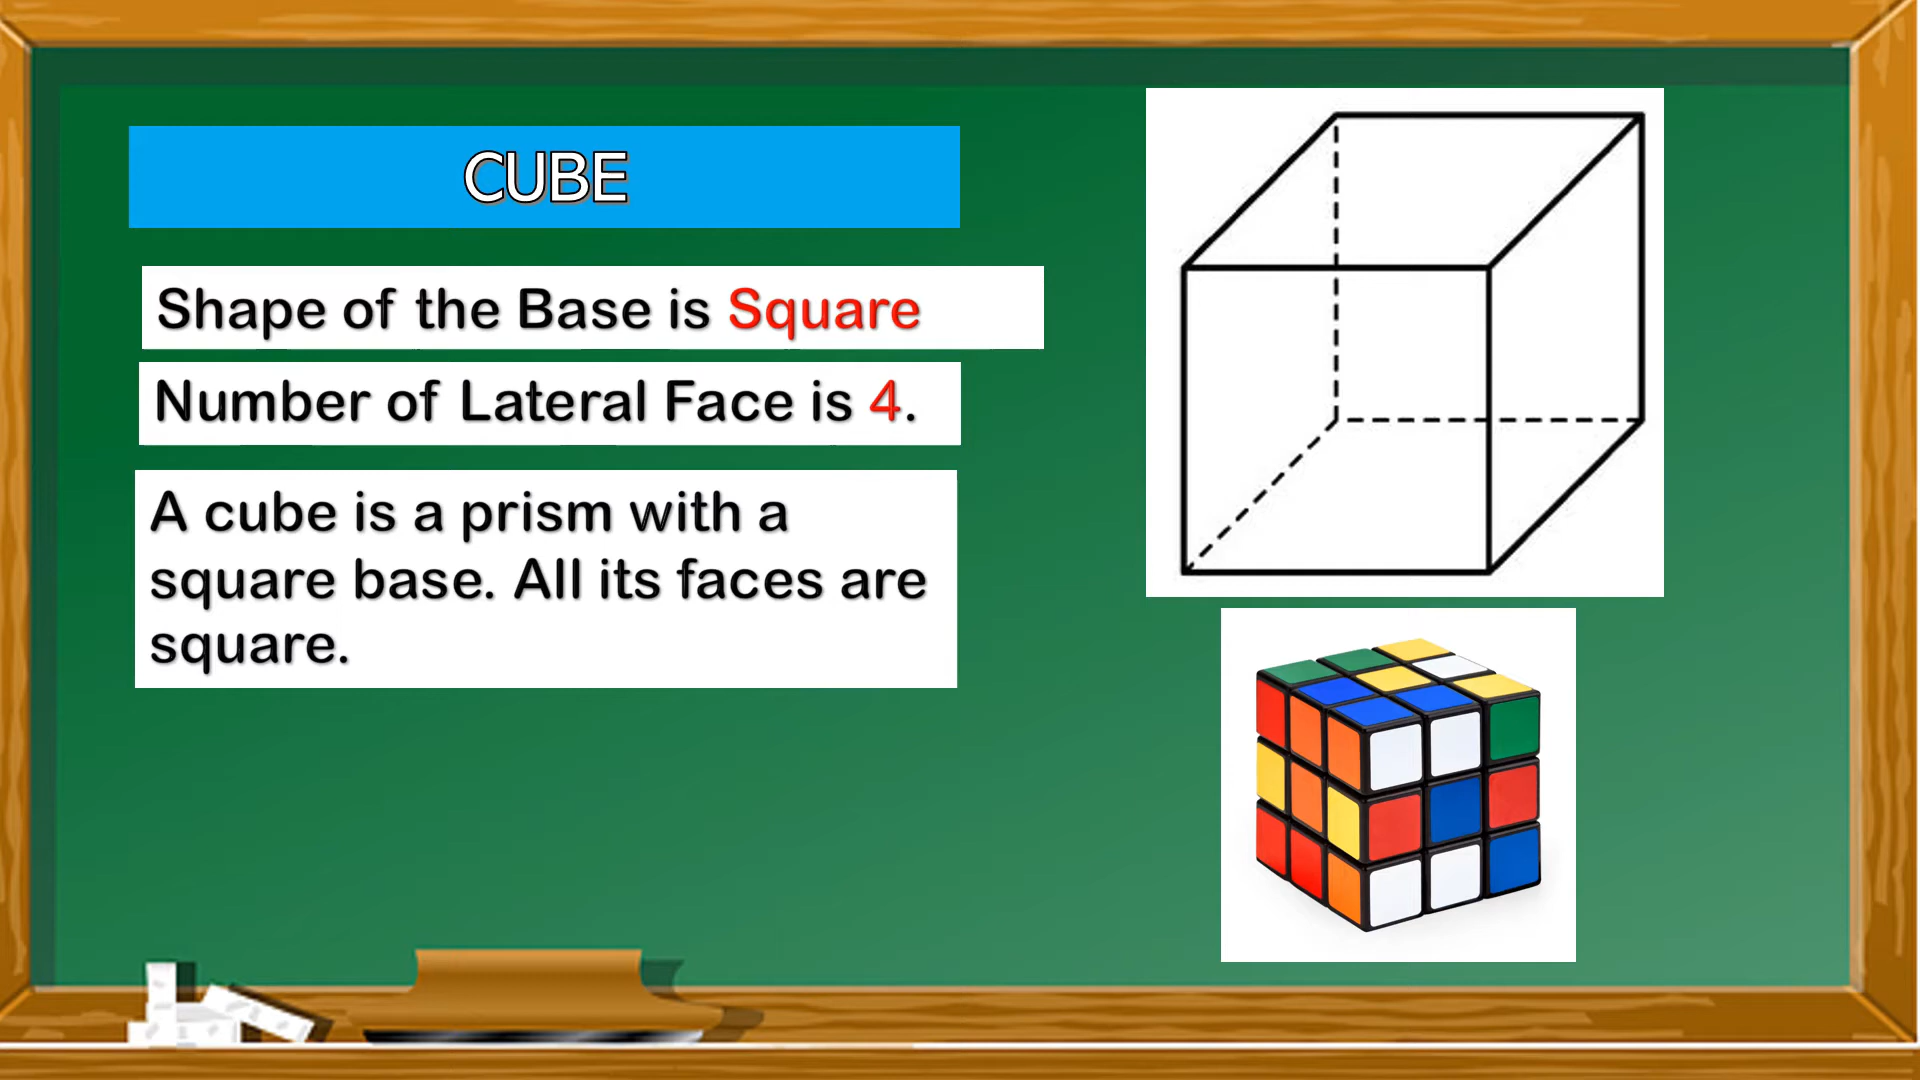 CUBE
Shape of the Base is Square
Number of Lateral Face is 4.
A cube is a prism with a
square base. All its faces are
square.